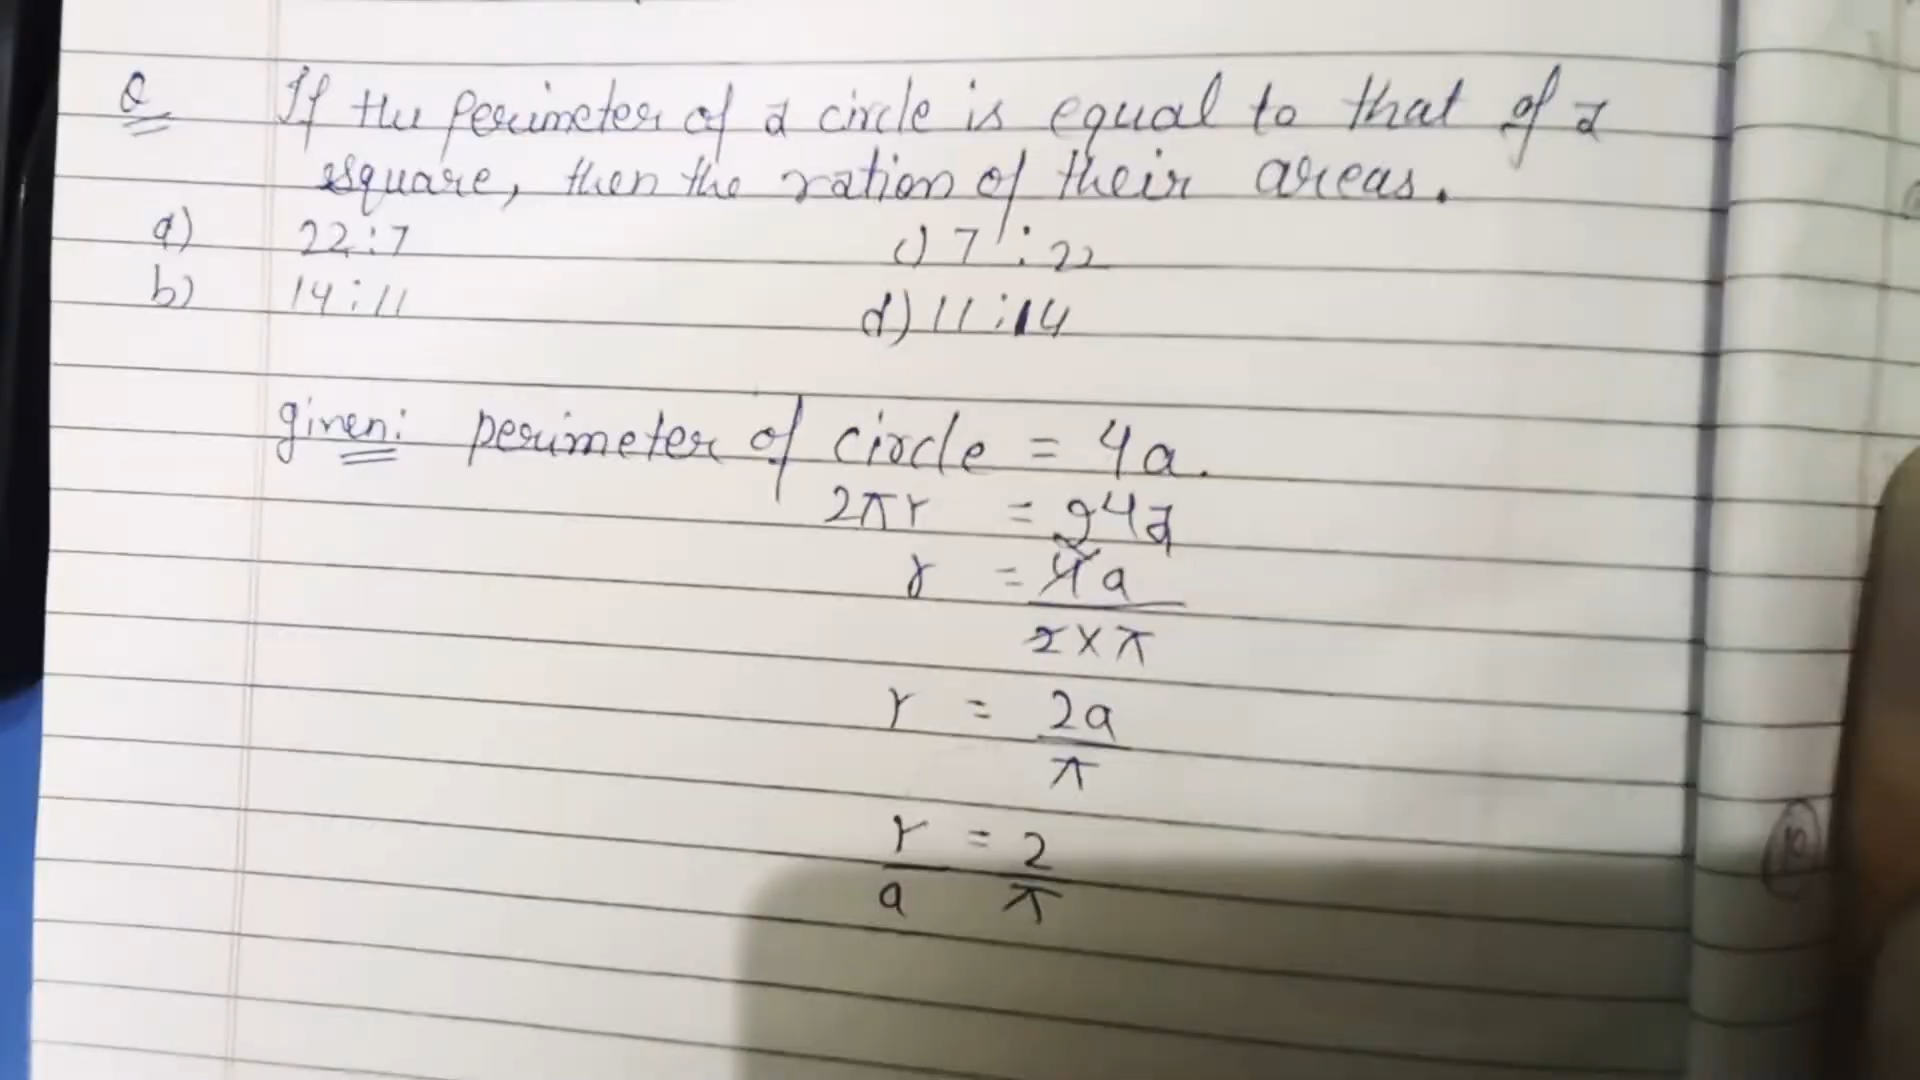 Q If the perimeter of a circle is equal to that of a
square, then the ration of their areas.
a) 22:7 c) 7:22
b) 14:11 d) 11:14
given: perimeter of circle = 4a.
2πr = 4a
r = 4a
2×π
r = 2a
π
r = 2
a π